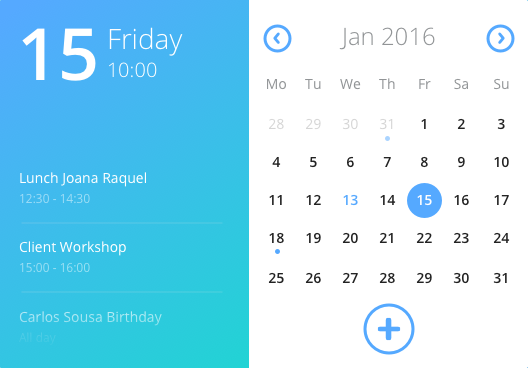 15 Friday
10:00
Lunch Joana Raquel
12:30 - 14:30
Client Workshop
15:00 - 16:00
Carlos Sousa Birthday
All day
Jan 2016
Mo Tu We Th Fr Sa Su
28 29 30 31 1 2 3
4 5 6 7 8 9 10
11 12 13 14 15 16 17
18 19 20 21 22 23 24
25 26 27 28 29 30 31